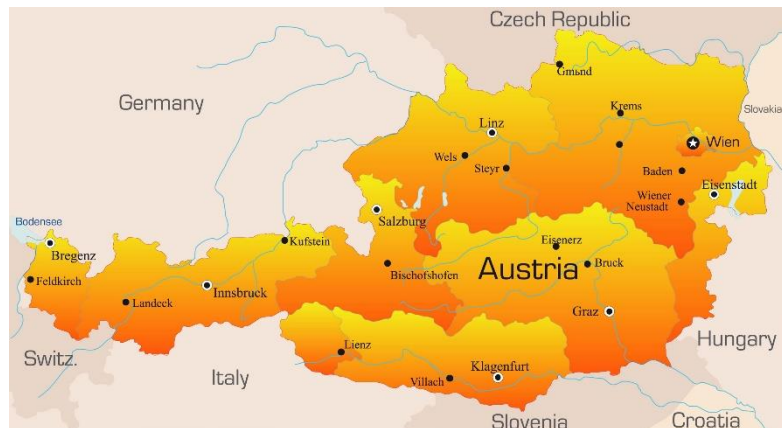 Czech Republic
Gmьnd
Germany
Krems
Slovakia
Linz
Wien
Wels
Steyr
Baden
Eisenstadt
Wiener
Neustadt
Salzburg
Bodensee
Kufstein
Eisenerz
Bregenz
Bischofshofen
Austria
Bruck
Feldkirch
Innsbruck
Landeck
Graz
Hungary
Switz.
Lienz
Italy
Klagenfurt
Villach
Slovenia
Croatia